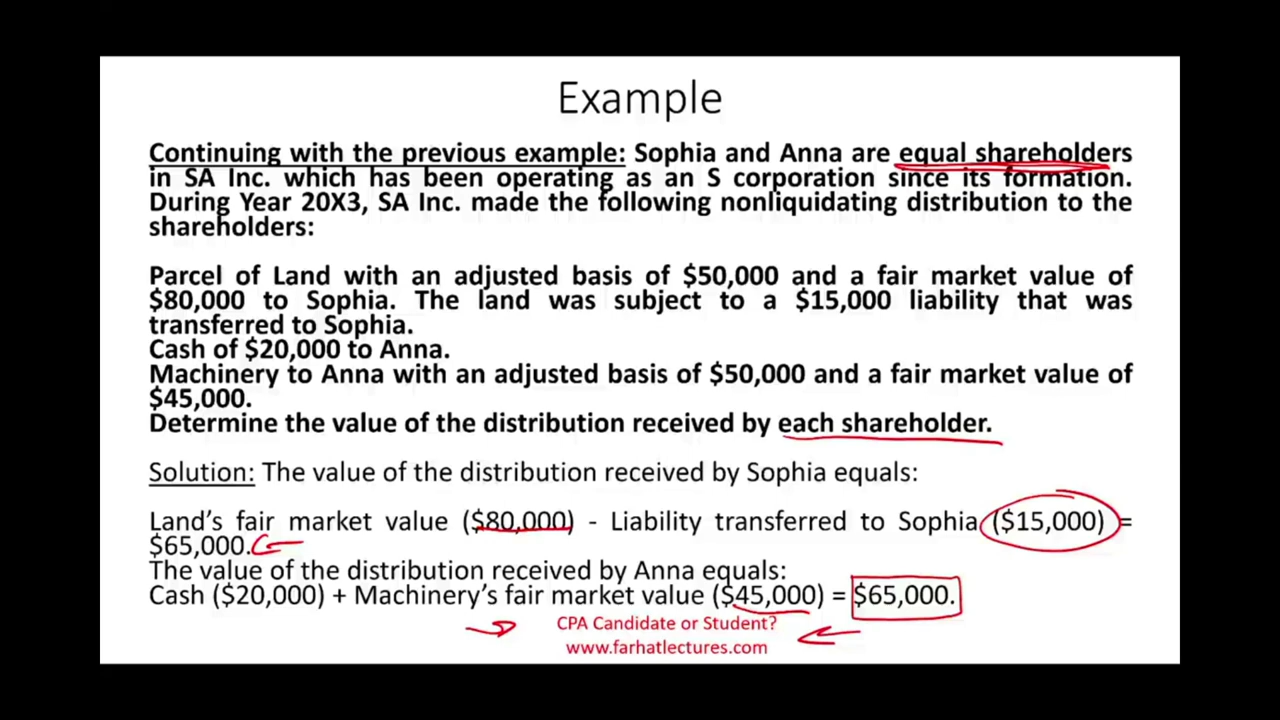 Example
Continuing with the previous example: Sophia and Anna are equal shareholders
in SA Inc. which has been operating as an S corporation since its formation.
During Year 20X3, SA Inc. made the following nonliquidating distribution to the
shareholders:
Parcel of Land with an adjusted basis of $50,000 and a fair market value of
$80,000 to Sophia. The land was subject to a $15,000 liability that was
transferred to Sophia.
Cash of $20,000 to Anna.
Machinery to Anna with an adjusted basis of $50,000 and a fair market value of
$45,000.
Determine the value of the distribution received by each shareholder.
Solution: The value of the distribution received by Sophia equals:
Land's fair market value ($80,000) - Liability transferred to Sophia ($15,000) =
$65,000.
The value of the distribution received by Anna equals:
Cash ($20,000) + Machinery's fair market value ($45,000) = $65,000.
CPA Candidate or Student?
www.farhatlectures.com